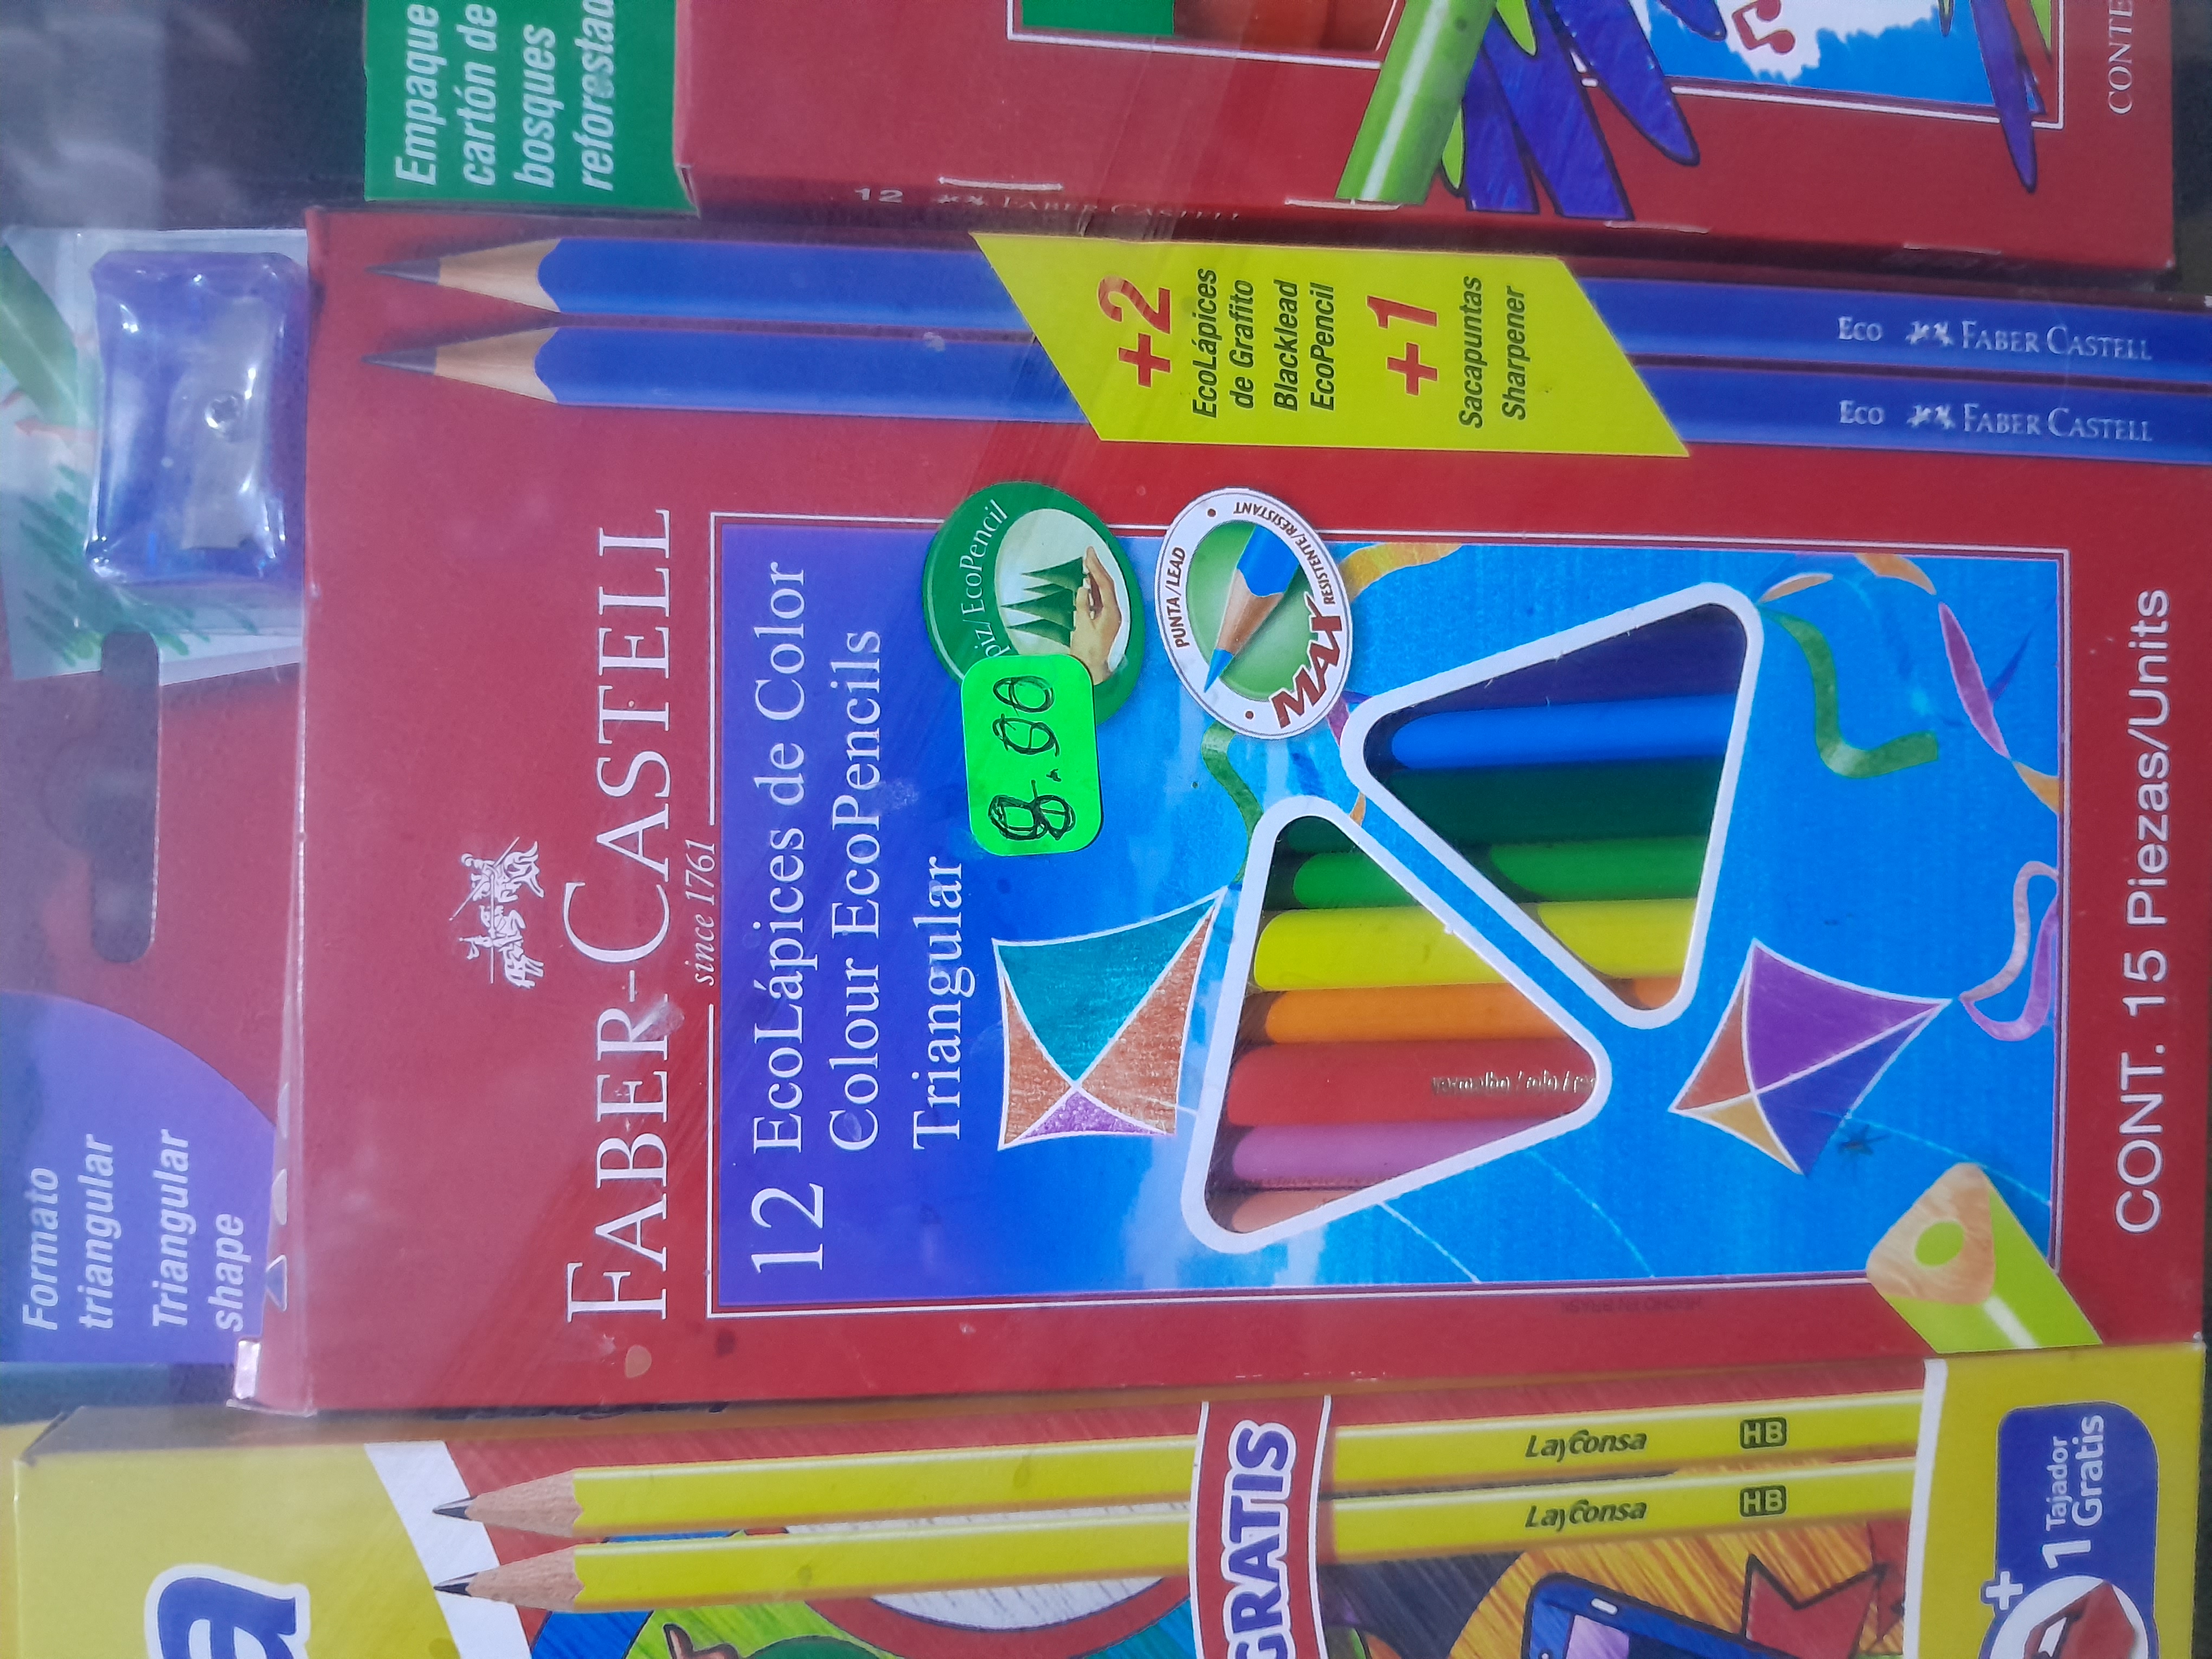 Formato
triangular
Triangular
shape
a
FABER-CASTELL
since 1761
12 EcoLápices de Color
Colour EcoPencils
Triangular
8.00
EcoPencil
PUNTA/LEAD
MAX
RESISTENTE/RESISTANT
+2
EcoLápices
de Grafito
Blacklead
EcoPencil
+1
Sacapuntas
Sharpener
Eco FABER CASTELL
Eco FABER CASTELL
CONT. 15 Piezas/Units
GRATIS
Layconsa
HB
Layconsa
HB
+
1 Tajador
Gratis
Empaque
cartón de
bosques
12